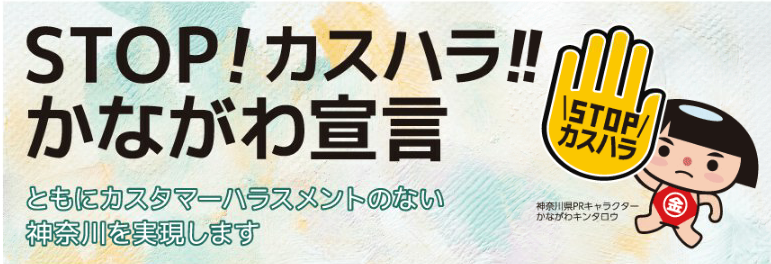 STOP!カスハラ!!
かながわ宣言
ともにカスタマーハラスメントのない
神奈川を実現します
\STOP/
カスハラ
神奈川県PRキャラクター
かながわキンタロウ
金